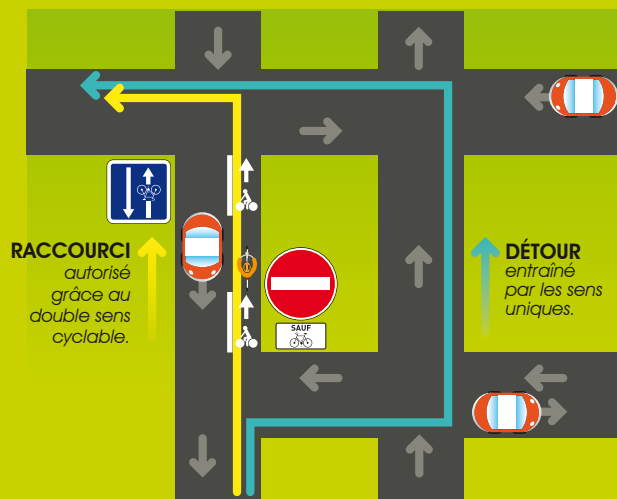 RACCOURCI
autorisé
grâce au
double sens
cyclable.
SAUF
DÉTOUR
entraîné
par les sens
uniques.